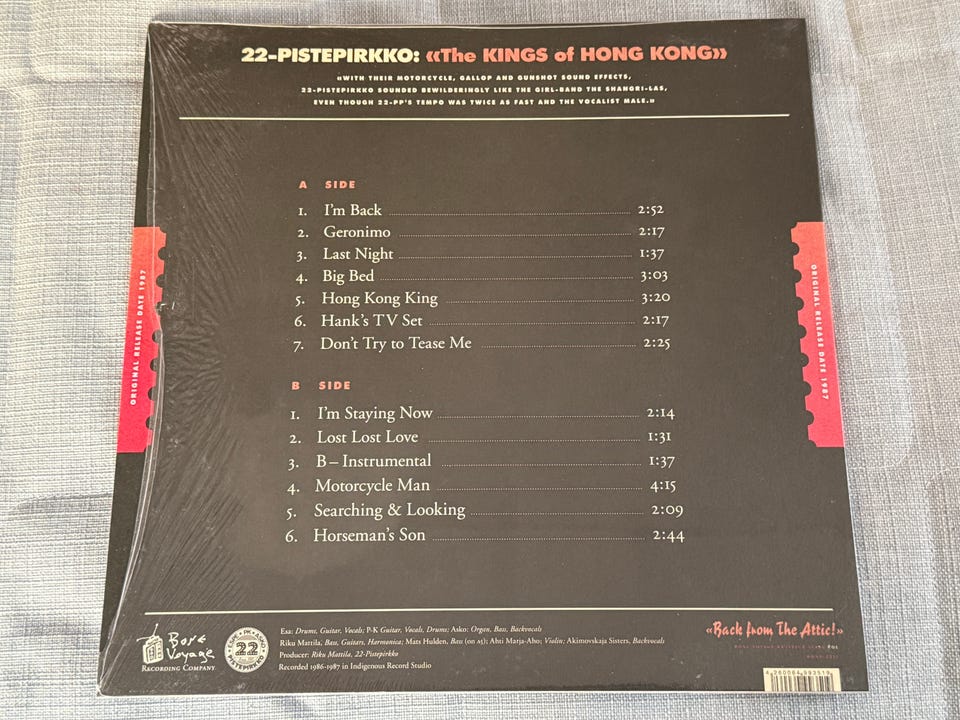 22-PISTEPIRKKO: «The KINGS of HONG KONG»
«WITH THEIR MOTORCYCLE, GALLOP AND GUNSHOT SOUND EFFECTS,
22-PISTEPIRKKO SOUNDED BEWILDERINGLY LIKE THE GIRL-BAND THE SHANGRI-LAS,
EVEN THOUGH 22-PP'S TEMPO WAS TWICE AS FAST AND THE VOCALIST MALE.»
A SIDE
1. I'm Back 2:52
2. Geronimo 2:17
3. Last Night 1:37
4. Big Bed 3:03
5. Hong Kong King 3:20
6. Hank's TV Set 2:17
7. Don't Try to Tease Me 2:25
B SIDE
1. I'm Staying Now 2:14
2. Lost Lost Love 1:31
3. B – Instrumental 1:37
4. Motorcycle Man 4:15
5. Searching & Looking 2:09
6. Horseman's Son 2:44
ORIGINAL RELEASE DATE 1987
ORIGINAL RELEASE DATE 1987
Bone Voyage
RECORDING COMPANY
22
PISTEPIRKKO
Esa: Drums, Guitar, Vocals; P-K Guitar, Vocals, Drums; Asko: Organ, Bass, Backvocals
Riku Mattila, Bass, Guitars, Harmonica; Mats Hulden, Bass (on A5); Ahti Marja-Aho; Violin; Akimovskaja Sisters, Backvocals
Producer: Riku Mattila, 22-Pistepirkko
Recorded 1986-1987 in Indigenous Record Studio
«Back from The Attic!»